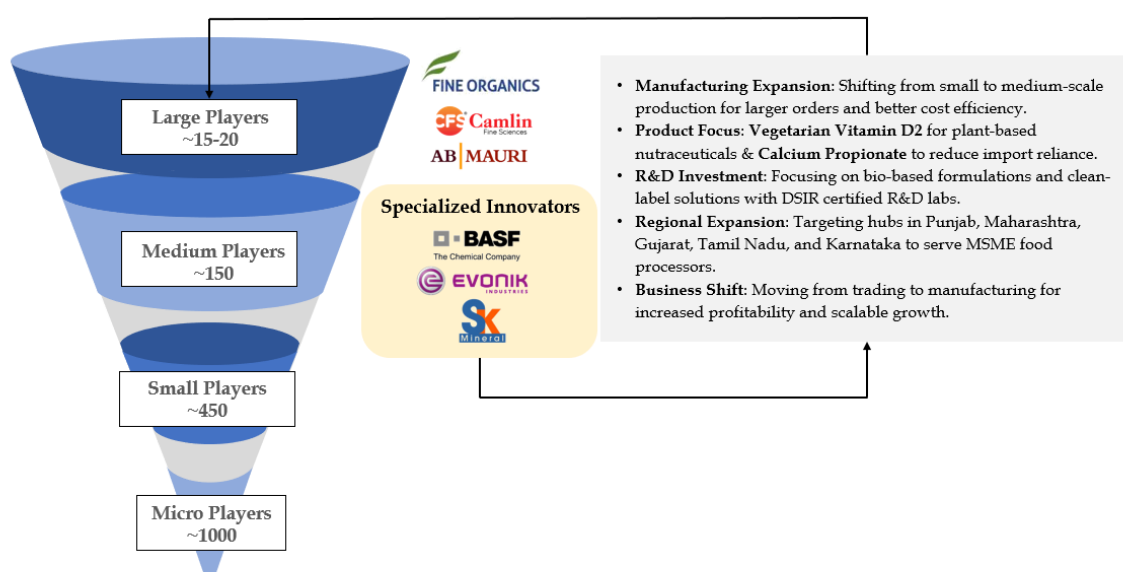 Large Players
~15-20
Medium Players
~150
Small Players
~450
Micro Players
~1000
FINE ORGANICS
CFS Camlin
Fine Sciences
AB MAURI
Specialized Innovators
BASF
The Chemical Company
EVONIK
INDUSTRIES
SK
Mineral
• Manufacturing Expansion: Shifting from small to medium-scale
production for larger orders and better cost efficiency.
• Product Focus: Vegetarian Vitamin D2 for plant-based
nutraceuticals & Calcium Propionate to reduce import reliance.
• R&D Investment: Focusing on bio-based formulations and clean-
label solutions with DSIR certified R&D labs.
• Regional Expansion: Targeting hubs in Punjab, Maharashtra,
Gujarat, Tamil Nadu, and Karnataka to serve MSME food
processors.
• Business Shift: Moving from trading to manufacturing for
increased profitability and scalable growth.